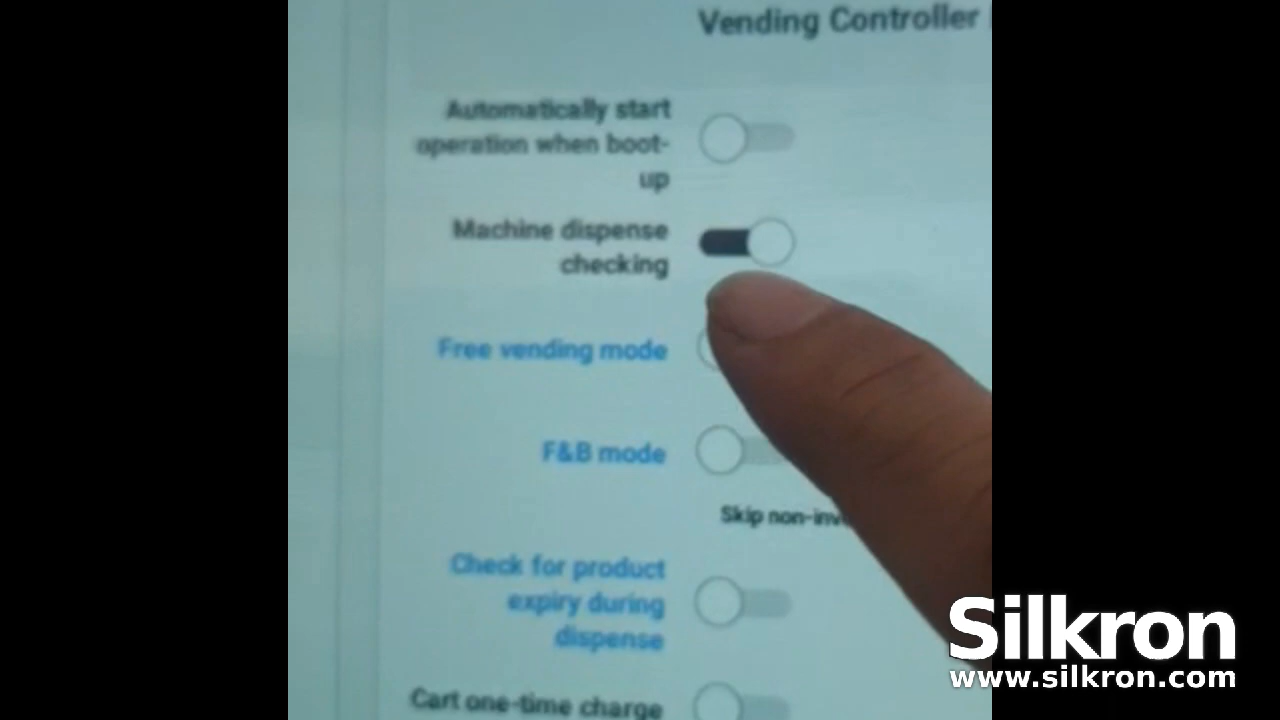 Vending Controller
Automatically start
operation when boot-
up
Machine dispense
checking
Free vending mode
F&B mode
Skip
Check for product
expiry during
dispense
Cart one-time charge
Silkron
www.silkron.com